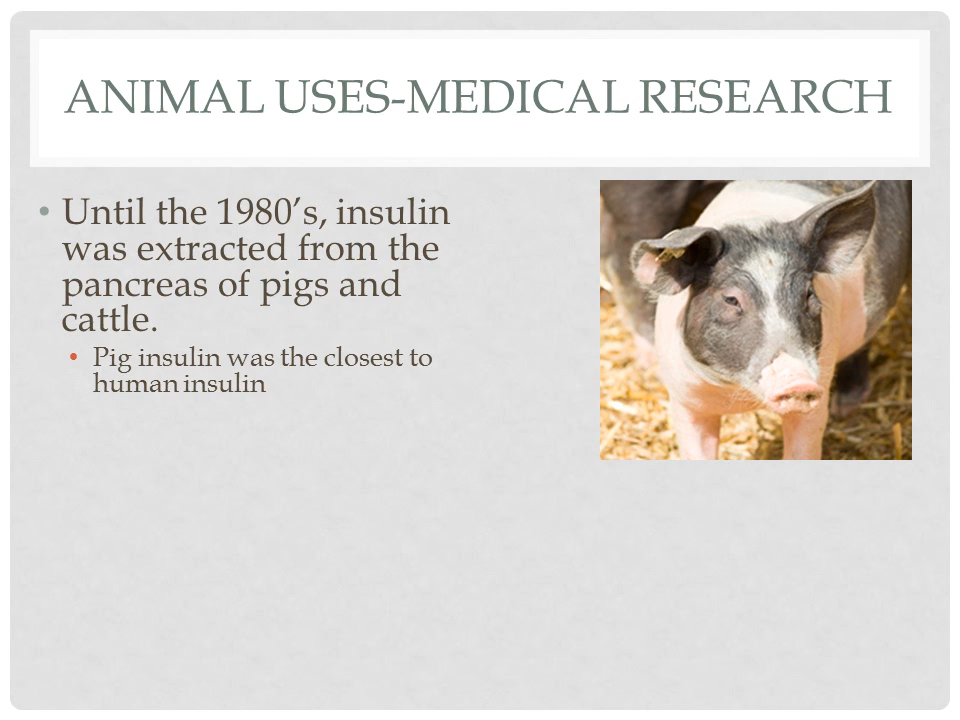 ANIMAL USES-MEDICAL RESEARCH
• Until the 1980’s, insulin
was extracted from the
pancreas of pigs and
cattle.
• Pig insulin was the closest to
human insulin